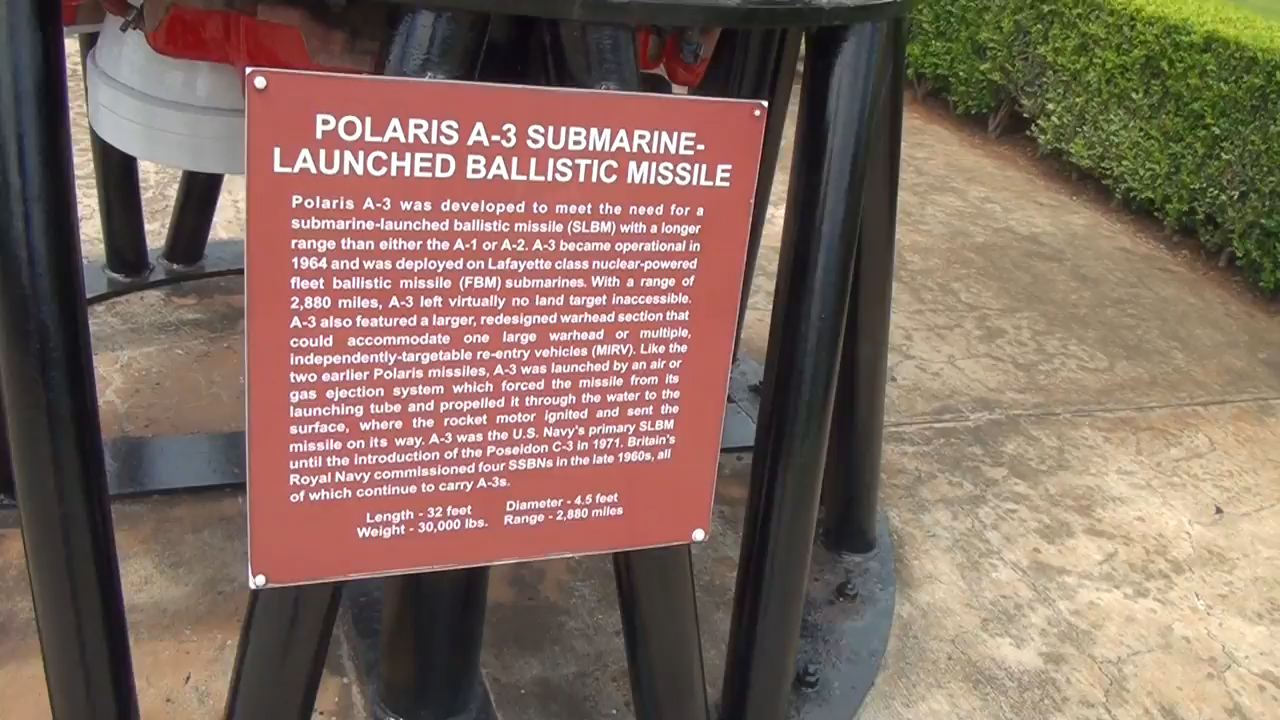 POLARIS A-3 SUBMARINE-
LAUNCHED BALLISTIC MISSILE
Polaris A-3 was developed to meet the need for a
submarine-launched ballistic missile (SLBM) with a longer
range than either the A-1 or A-2. A-3 became operational in
1964 and was deployed on Lafayette class nuclear-powered
fleet ballistic missile (FBM) submarines. With a range of
2,880 miles, A-3 left virtually no land target inaccessible.
A-3 also featured a larger, redesigned warhead section that
could accommodate one large warhead or multiple,
independently-targetable re-entry vehicles (MIRV). Like the
two earlier Polaris missiles, A-3 was launched by an air or
gas ejection system which forced the missile from its
launching tube and propelled it through the water to the
surface, where the rocket motor ignited and sent the
missile on its way. A-3 was the U.S. Navy's primary SLBM
until the introduction of the Poseidon C-3 in 1971. Britain's
Royal Navy commissioned four SSBNs in the late 1960s, all
of which continue to carry A-3s.
Length - 32 feet Diameter - 4.5 feet
Weight - 30,000 lbs. Range - 2,880 miles